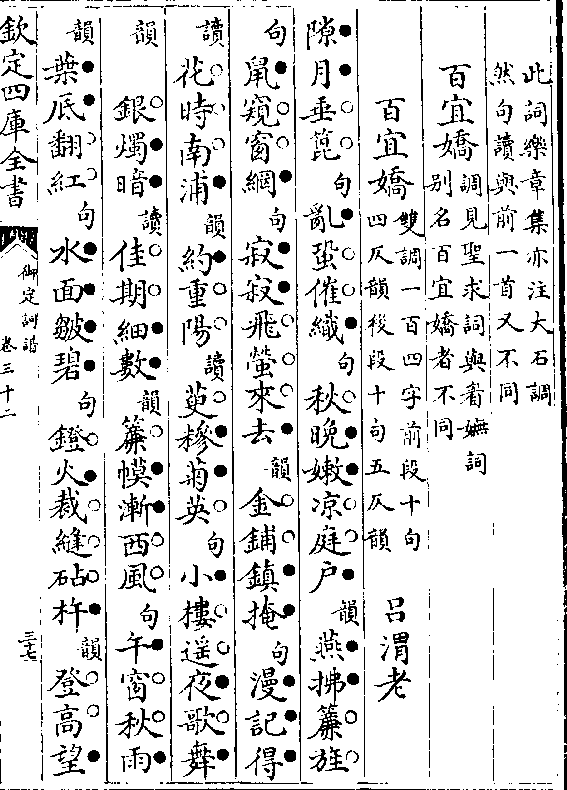 此詞樂章集亦注大石調
然句讀與前一首又不同
百宜嬌調見聖求詞與看嫵詞
別名百宜嬌者不同
百宜嬌雙調一百四字前段十句
四仄韻後段十句五仄韻
呂渭老
隙月垂箆句亂蛩催織句秋晚嫩凉庭戶韻燕拂簾旌
句鼠窺窗網句寂寂飛螢來去韻金鋪鎮掩句漫記得
讀花時南浦韻約重陽讀萸糝菊英句小樓遥夜歌舞
韻銀燭暗讀佳期細數韻簾幙漸西風句午窗秋雨
韻葉厎翻紅句水面皺碧句鐙火裁縫砧杵韻登高望
欽定四庫全書
御定詞譜
卷三十二
三七